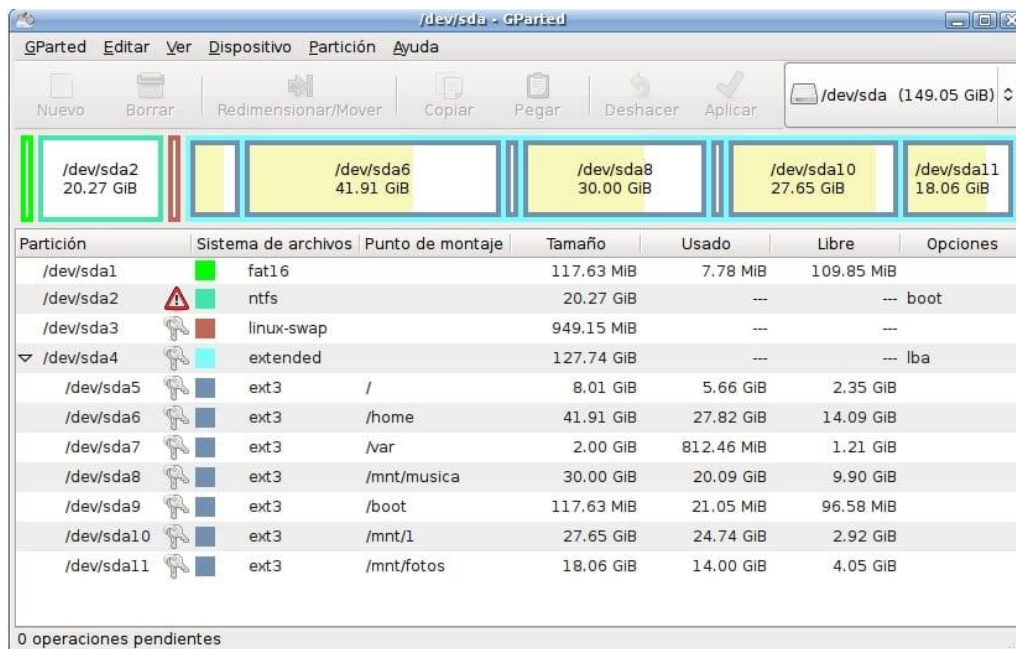 /dev/sda - GParted
GParted Editar Ver Dispositivo Partición Ayuda
Nuevo Borrar Redimensionar/Mover Copiar Pegar Deshacer Aplicar /dev/sda (149.05 GiB)
/dev/sda2 /dev/sda6 /dev/sda8 /dev/sda10 /dev/sda11
20.27 GiB 41.91 GiB 30.00 GiB 27.65 GiB 18.06 GiB
Partición Sistema de archivos Punto de montaje Tamaño Usado Libre Opciones
/dev/sda1 fat16 117.63 MiB 7.78 MiB 109.85 MiB
/dev/sda2 ntfs 20.27 GiB --- --- boot
/dev/sda3 linux-swap 949.15 MiB --- ---
/dev/sda4 extended 127.74 GiB --- --- lba
/dev/sda5 ext3 / 8.01 GiB 5.66 GiB 2.35 GiB
/dev/sda6 ext3 /home 41.91 GiB 27.82 GiB 14.09 GiB
/dev/sda7 ext3 /var 2.00 GiB 812.46 MiB 1.21 GiB
/dev/sda8 ext3 /mnt/musica 30.00 GiB 20.09 GiB 9.90 GiB
/dev/sda9 ext3 /boot 117.63 MiB 21.05 MiB 96.58 MiB
/dev/sda10 ext3 /mnt/1 27.65 GiB 24.74 GiB 2.92 GiB
/dev/sda11 ext3 /mnt/fotos 18.06 GiB 14.00 GiB 4.05 GiB
0 operaciones pendientes